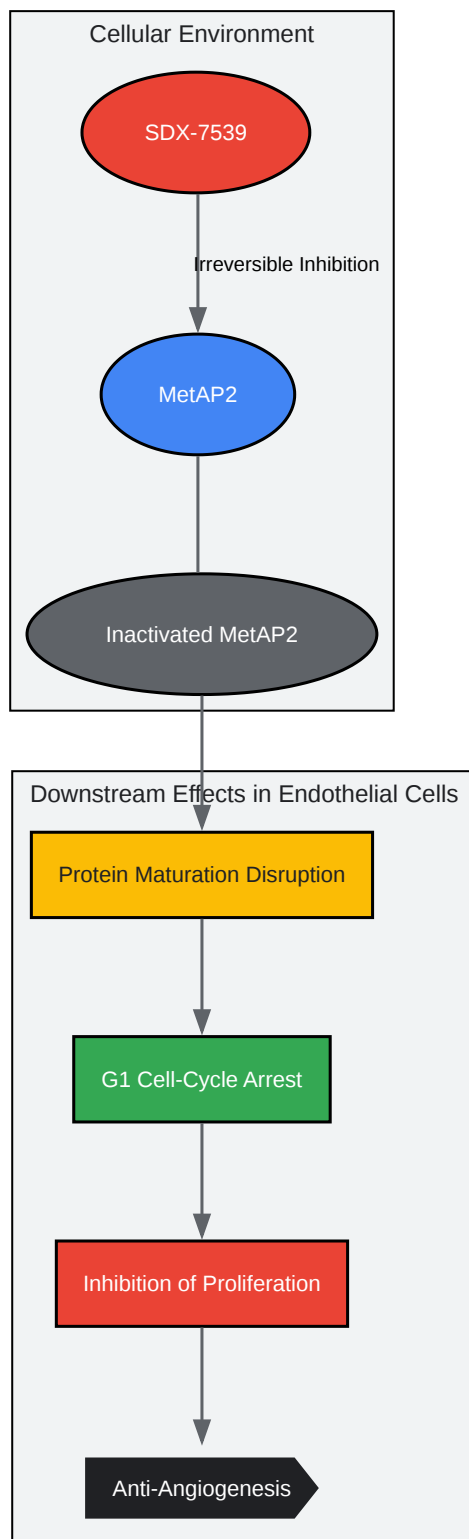 Cellular Environment
SDX-7539
Irreversible Inhibition
MetAP2
Inactivated MetAP2
Downstream Effects in Endothelial Cells
Protein Maturation Disruption
G1 Cell-Cycle Arrest
Inhibition of Proliferation
Anti-Angiogenesis